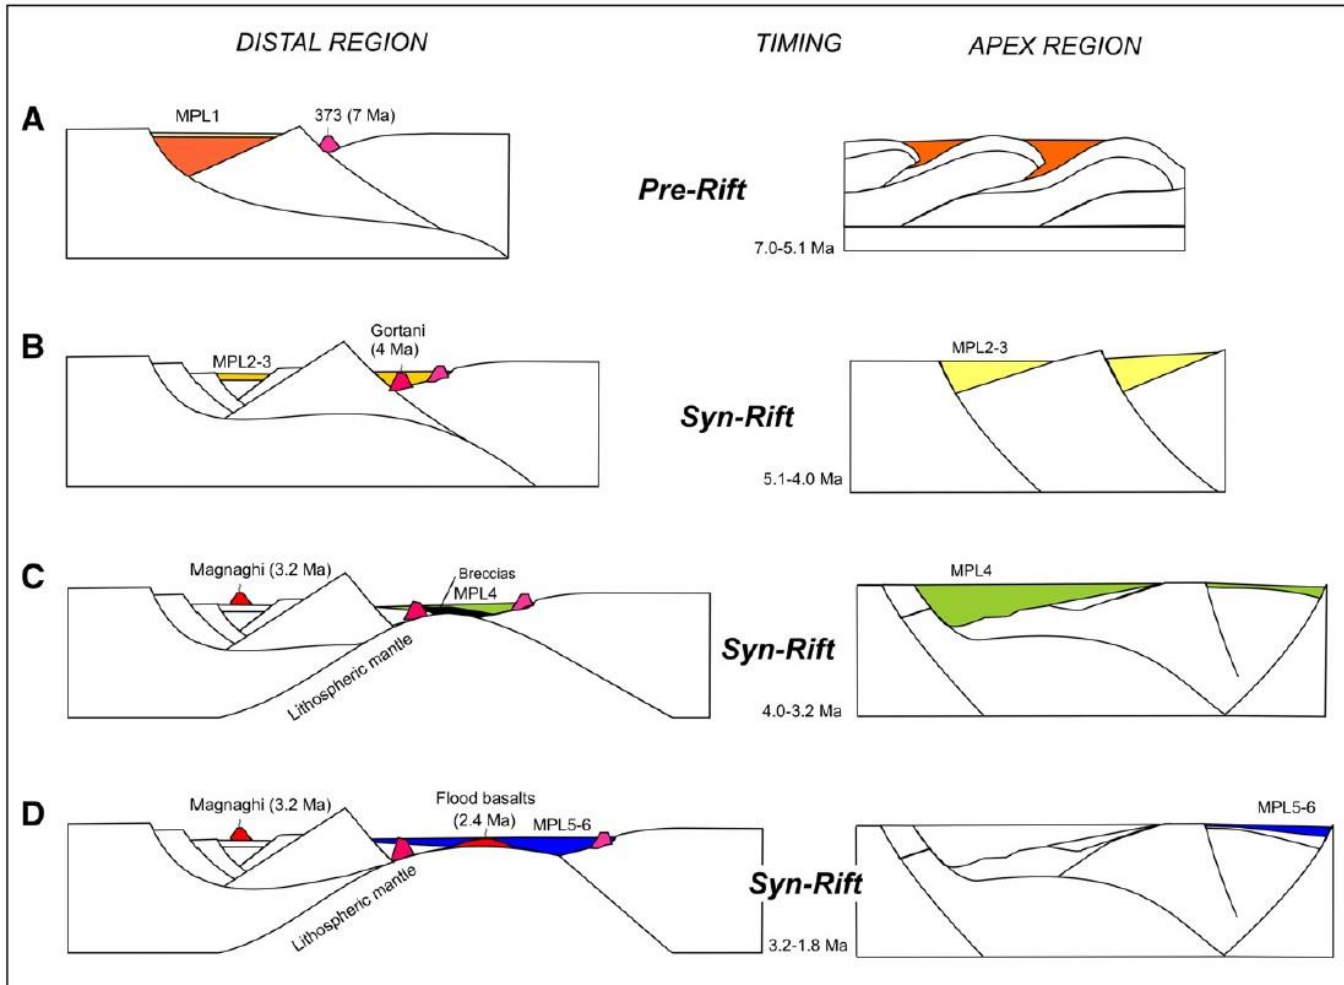 DISTAL REGION
TIMING
APEX REGION
A
MPL1
373 (7 Ma)
Pre-Rift
7.0-5.1 Ma
B
MPL2-3
Gortani
(4 Ma)
MPL2-3
Syn-Rift
5.1-4.0 Ma
C
Magnaghi (3.2 Ma)
Breccias
MPL4
MPL4
Lithospheric mantle
Syn-Rift
4.0-3.2 Ma
D
Magnaghi (3.2 Ma)
Flood basalts
(2.4 Ma)
MPL5-6
MPL5-6
Lithospheric mantle
Syn-Rift
3.2-1.8 Ma